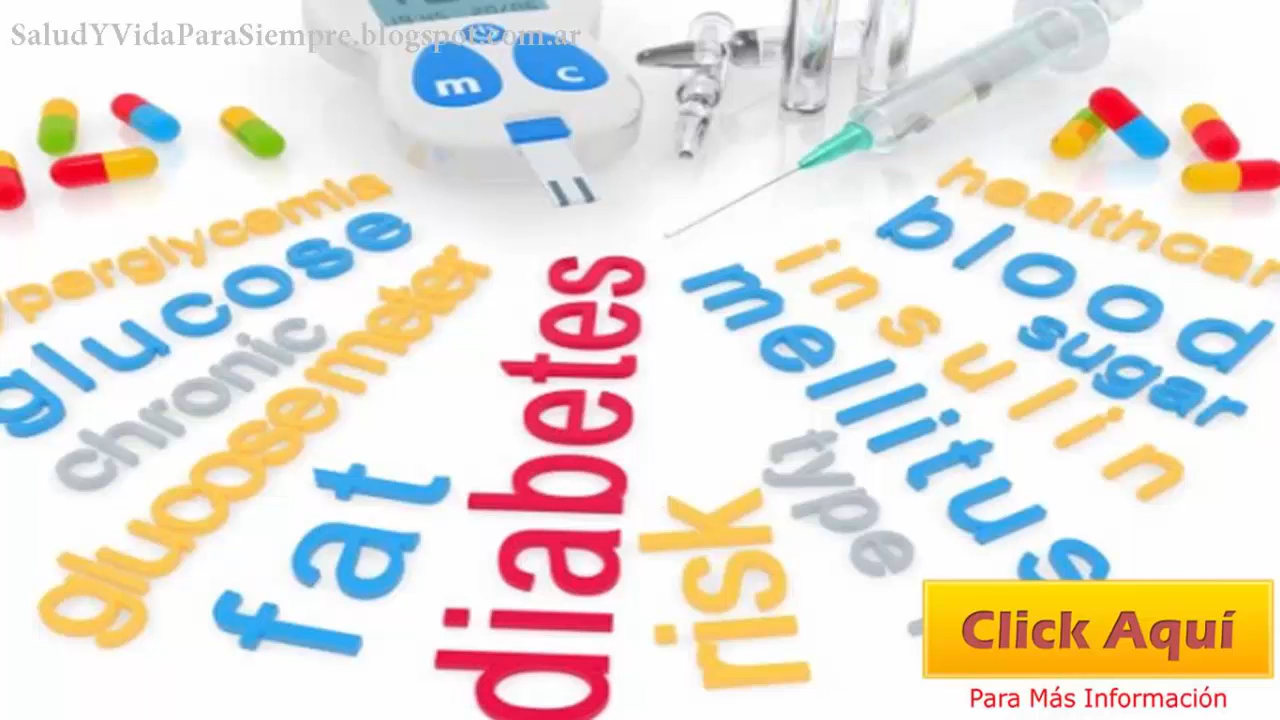 SaludYVidaParaSiempre.blogspot.com.ar
m c
hyperglycemia
glucose
chronic
glucosemeter
fat
diabetes
risk
type
mellitus
insulin
blood
sugar
healthcar
Click Aquí
Para Más Información